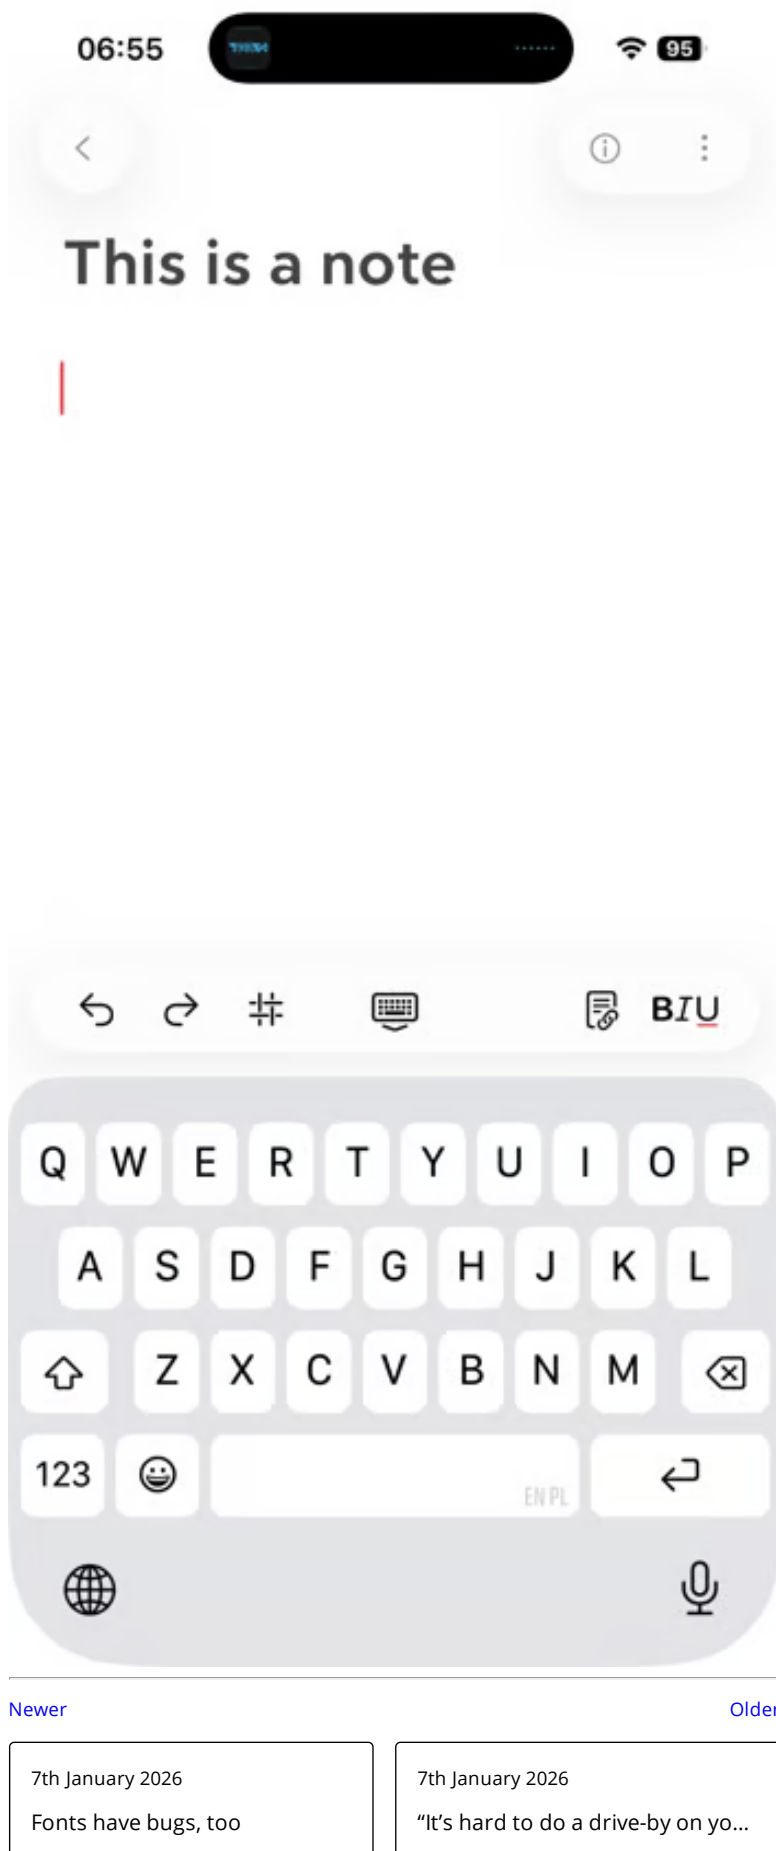 06:55
95
This is a note
BIU
Q W E R T Y U I O P
A S D F G H J K L
Z X C V B N M
123
EN PL
Newer Older
7th January 2026 7th January 2026
Fonts have bugs, too “It’s hard to do a drive-by on yo…